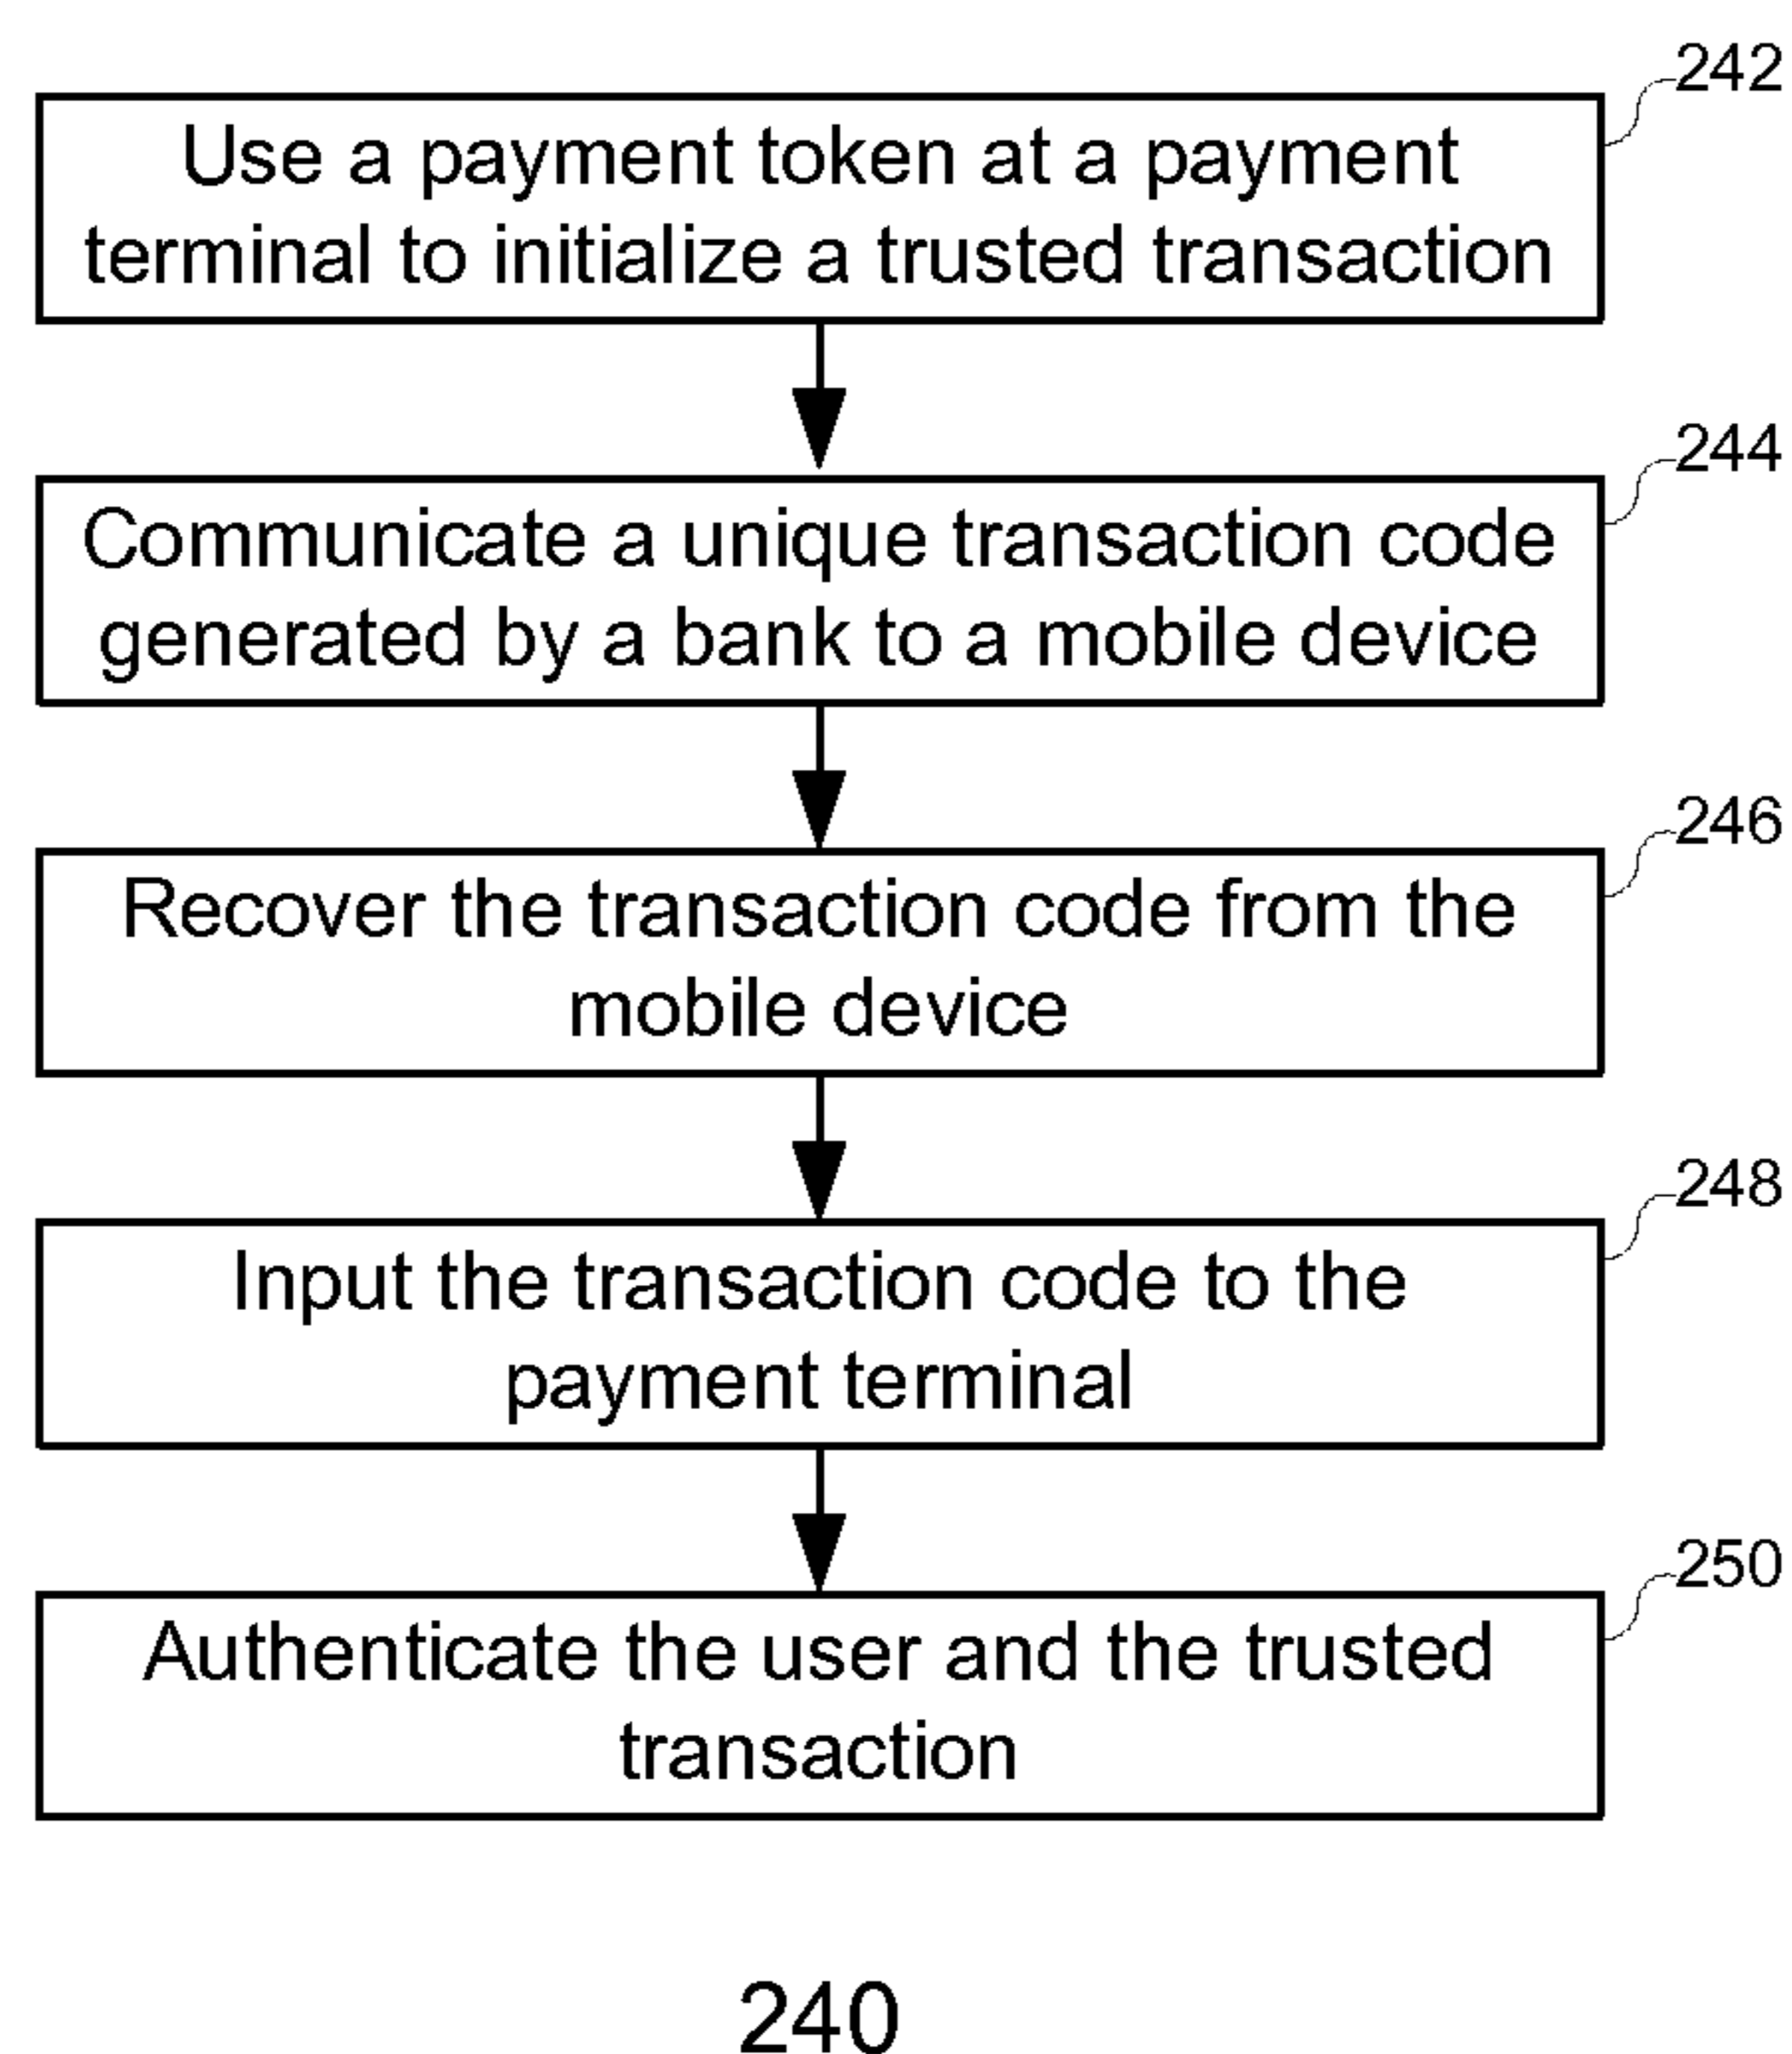 242
Use a payment token at a payment
terminal to initialize a trusted transaction
244
Communicate a unique transaction code
generated by a bank to a mobile device
246
Recover the transaction code from the
mobile device
248
Input the transaction code to the
payment terminal
250
Authenticate the user and the trusted
transaction
240